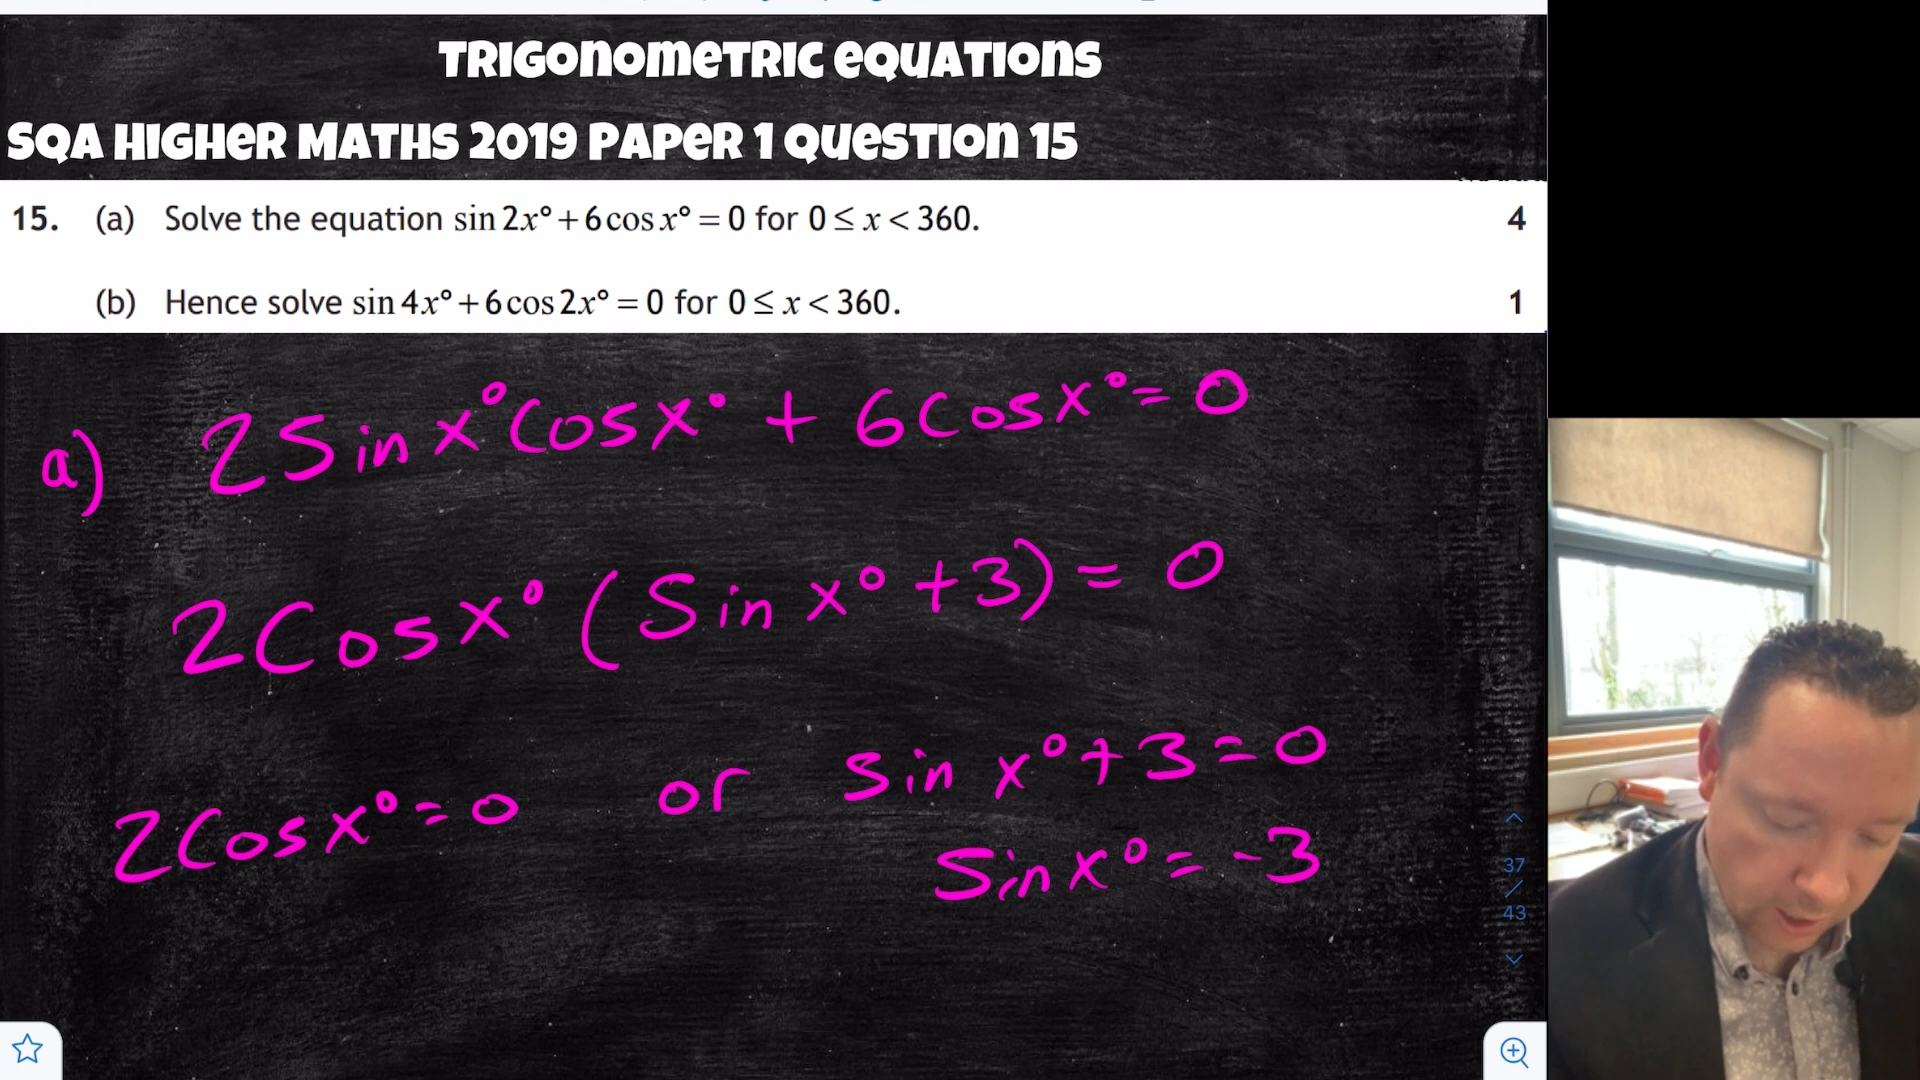 TRIGONOMETRIC EQUATIONS
SQA HIGHER MATHS 2019 PAPER 1 QUESTION 15
15. (a) Solve the equation sin 2x° + 6 cos x° = 0 for 0 ≤ x < 360. 4
(b) Hence solve sin 4x° + 6 cos 2x° = 0 for 0 ≤ x < 360. 1
a) 2 Sin x° Cos x° + 6 Cos x° = 0
2 Cos x° ( Sin x° + 3 ) = 0
2 Cos x° = 0 or Sin x° + 3 = 0
Sin x° = -3
37
/
43